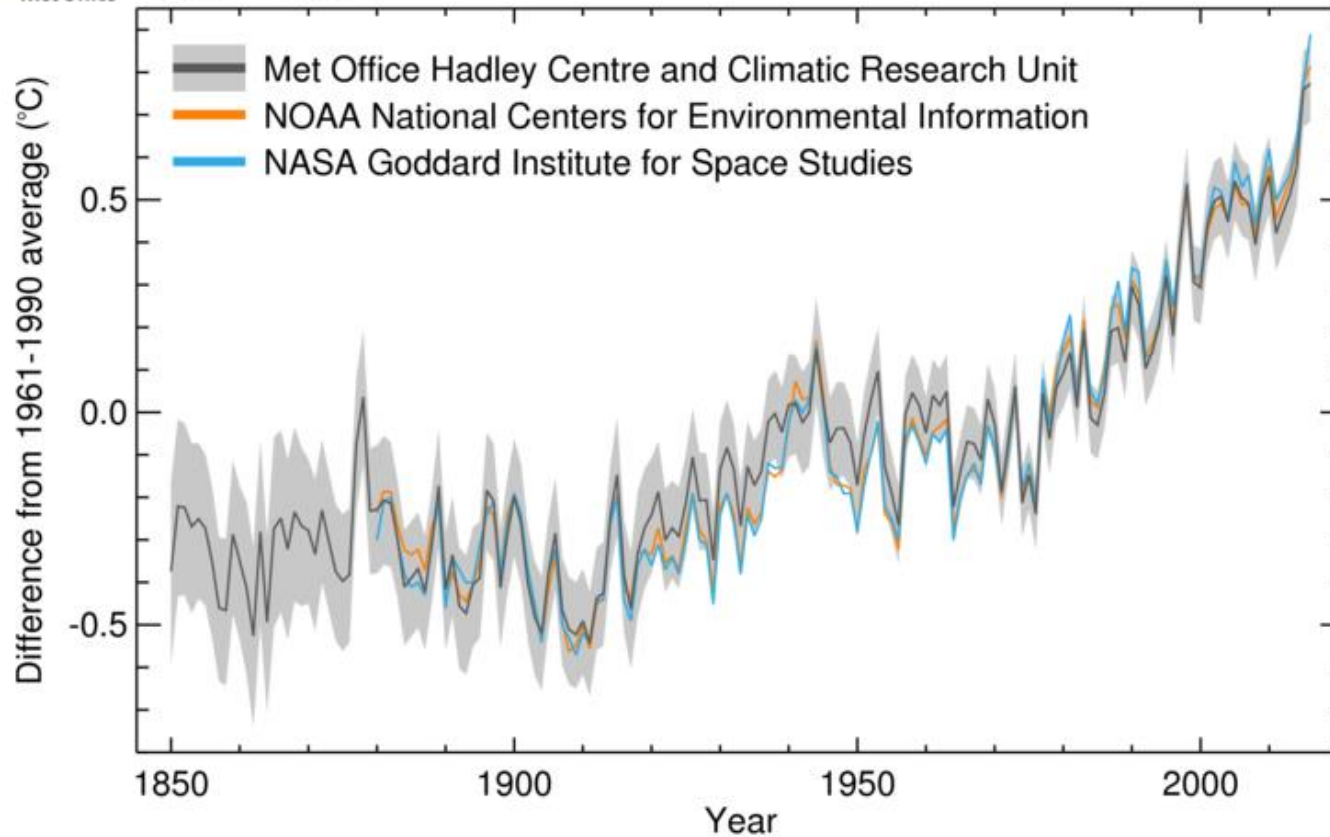 Met Office Hadley Centre and Climatic Research Unit
NOAA National Centers for Environmental Information
NASA Goddard Institute for Space Studies
Difference from 1961-1990 average (°C)
0.5
0.0
-0.5
1850 1900 1950 2000
Year